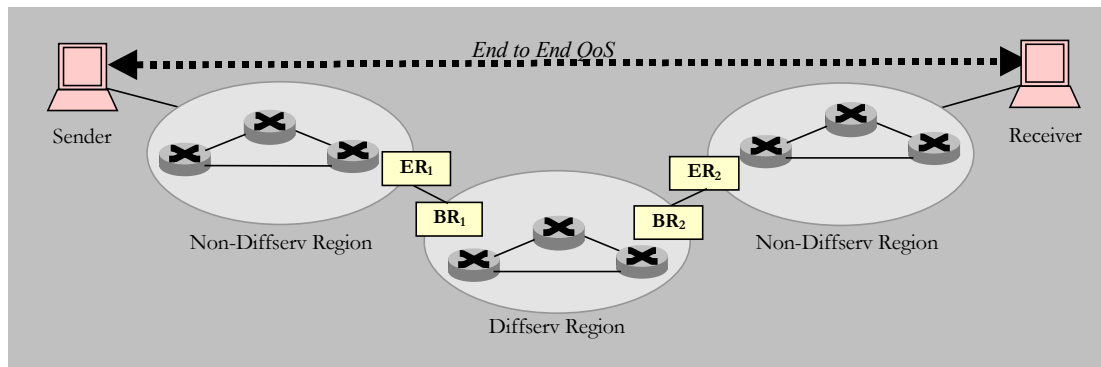 End to End QoS
Sender
Receiver
ER1
ER2
BR1
BR2
Non-Diffserv Region
Non-Diffserv Region
Diffserv Region